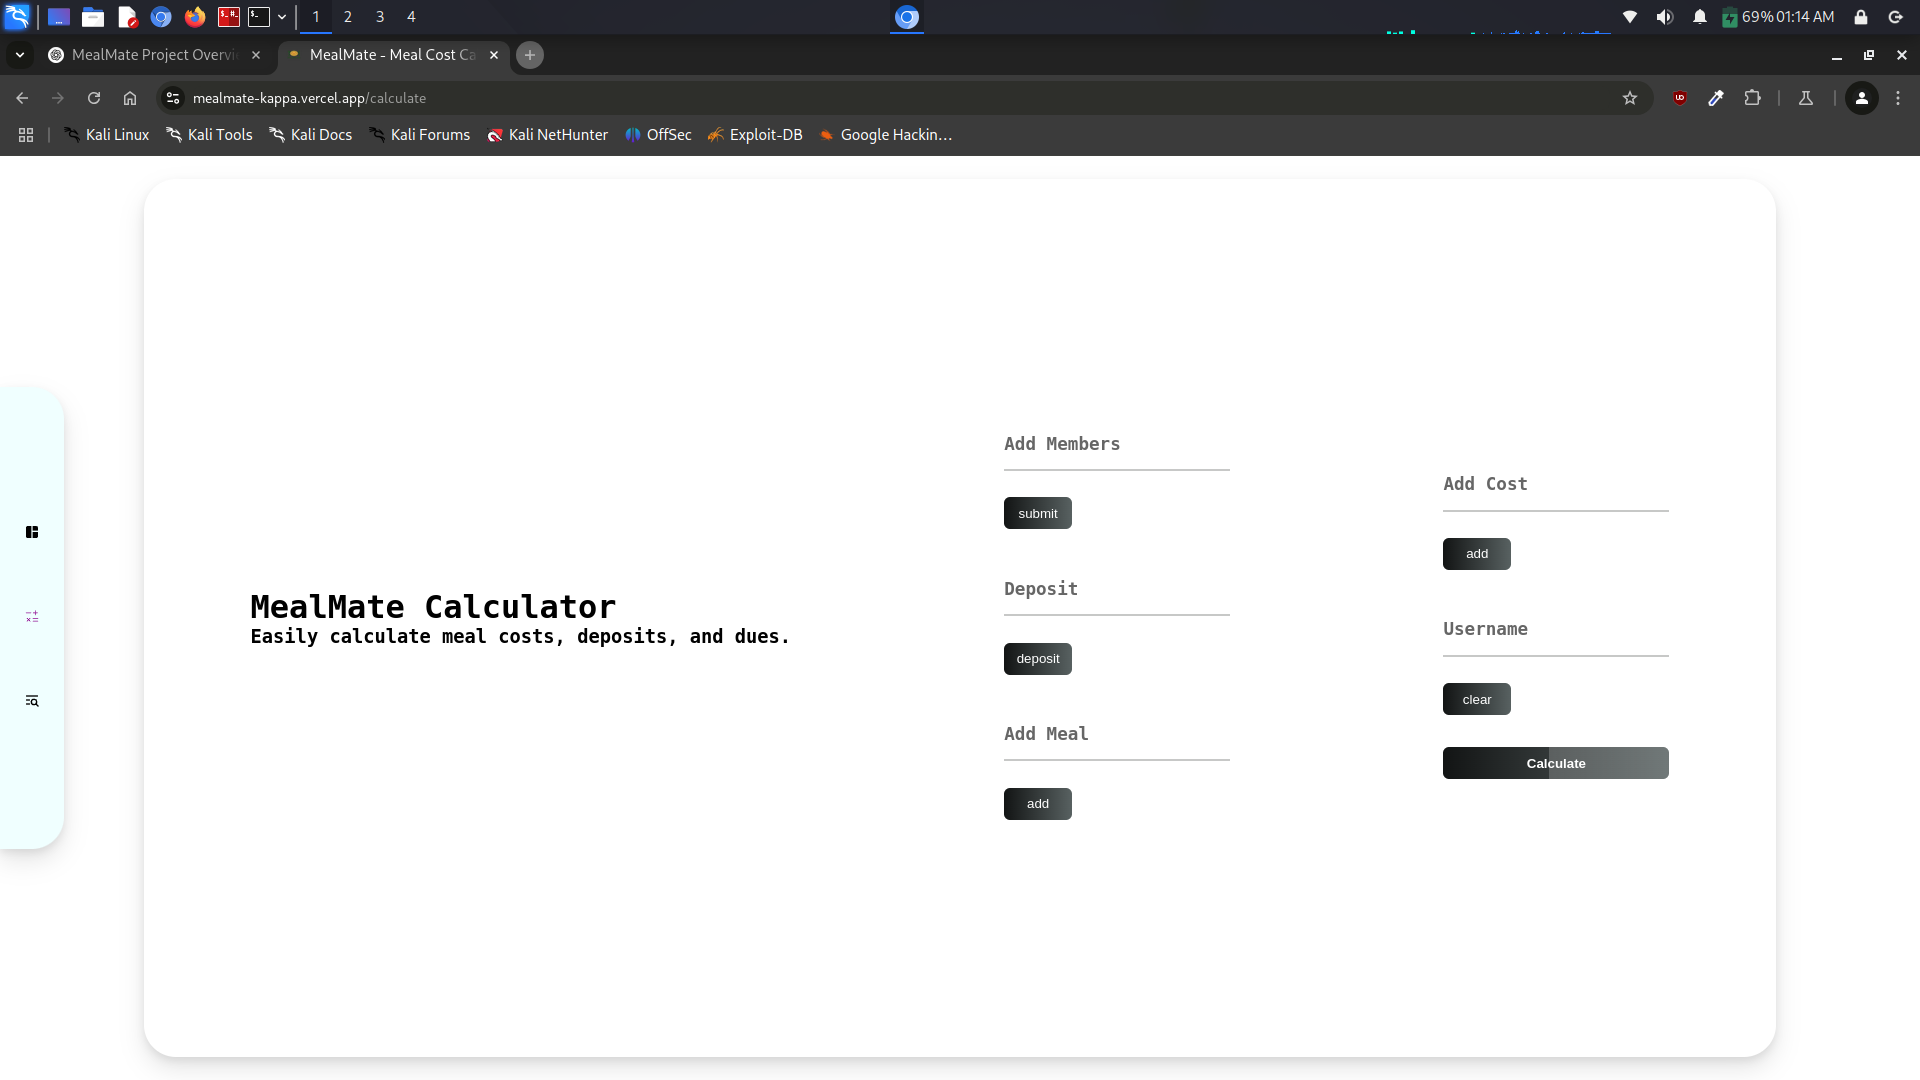 1 2 3 4
69% 01:14 AM
MealMate Project Overvi
MealMate - Meal Cost Ca
mealmate-kappa.vercel.app/calculate
Kali Linux
Kali Tools
Kali Docs
Kali Forums
Kali NetHunter
OffSec
Exploit-DB
Google Hackin…
MealMate Calculator
Easily calculate meal costs, deposits, and dues.
Add Members
submit
Deposit
deposit
Add Meal
add
Add Cost
add
Username
clear
Calculate